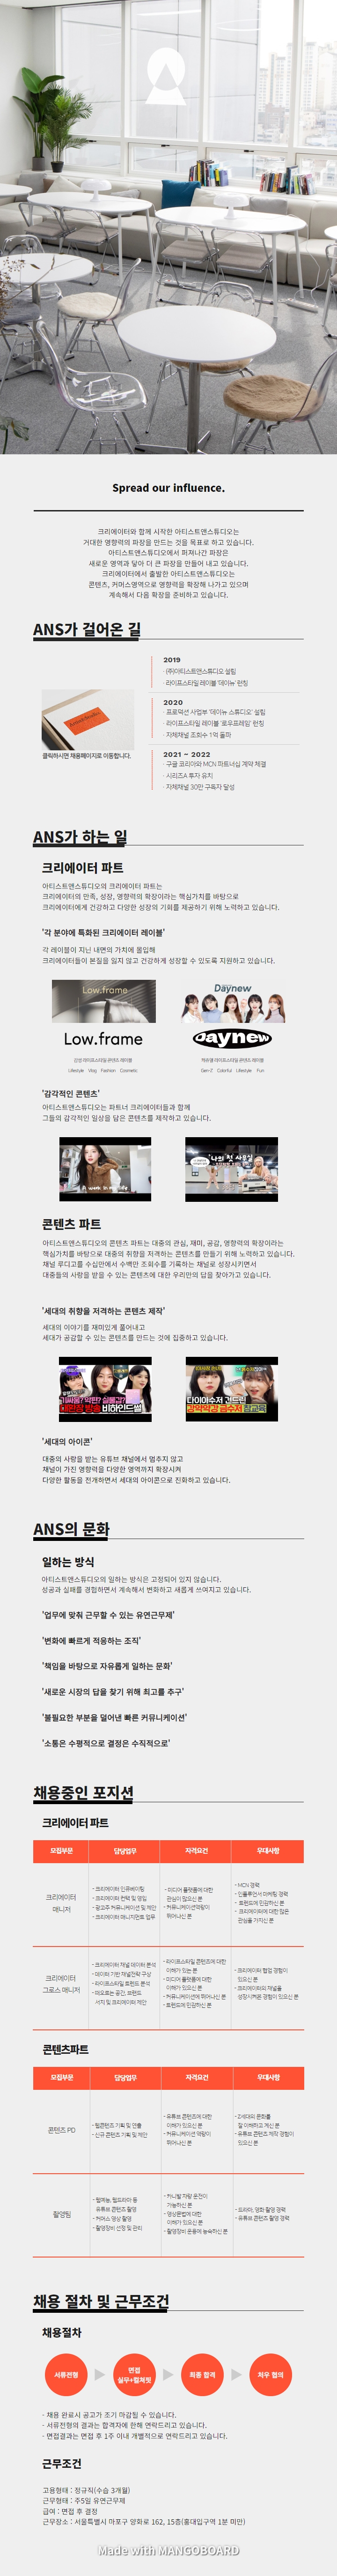 Spread our influence.
크리에이터와 함께 시작한 아티스트앤스튜디오는
거대한 영향력의 파장을 만드는 것을 목표로 하고 있습니다.
아티스트앤스튜디오에서 퍼져나간 파장은
새로운 영역과 닿아 더 큰 파장을 만들어 내고 있습니다.
크리에이터에서 출발한 아티스트앤스튜디오는
콘텐츠, 커머스영역으로 영향력을 확장해 나가고 있으며
계속해서 다음 확장을 준비하고 있습니다.
ANS가 걸어온 길
2019
· (주)아티스트앤스튜디오 설립
· 라이프스타일 레이블 '데이뉴' 런칭
2020
· 프로덕션 사업부 '데이뉴 스튜디오' 설립
· 라이프스타일 레이블 '로우프레임' 런칭
· 자체채널 조회수 1억 돌파
클릭하시면 채용페이지로 이동합니다.
2021 ~ 2022
· 구글 코리아와 MCN 파트너십 계약 체결
· 시리즈A 투자 유치
· 자체채널 30만 구독자 달성
ANS가 하는 일
크리에이터 파트
아티스트앤스튜디오의 크리에이터 파트는
크리에이터의 만족, 성장, 영향력의 확장이라는 핵심가치를 바탕으로
크리에이터에게 건강하고 다양한 성장의 기회를 제공하기 위해 노력하고 있습니다.
'각 분야에 특화된 크리에이터 레이블'
각 레이블이 지닌 내면의 가치에 몰입해
크리에이터들이 본질을 잃지 않고 건강하게 성장할 수 있도록 지원하고 있습니다.
Low.frame
Daynew
Low.frame
daynew
감성 라이프스타일 콘텐츠 레이블
하츠걸 라이프스타일 콘텐츠 레이블
Lifestyle Vlog Fashion Cosmetic
Gen-Z Colorful Lifestyle Fun
'감각적인 콘텐츠'
아티스트앤스튜디오는 파트너 크리에이터들과 함께
그들의 감각적인 일상을 담은 콘텐츠를 제작하고 있습니다.
콘텐츠 파트
아티스트앤스튜디오의 콘텐츠 파트는 대중의 관심, 재미, 공감, 영향력의 확장이라는
핵심가치를 바탕으로 대중의 취향을 저격하는 콘텐츠를 만들기 위해 노력하고 있습니다.
채널 루디고를 수십만에서 수백만 조회수를 기록하는 채널로 성장시키면서
대중들의 사랑을 받을 수 있는 콘텐츠에 대한 우리만의 답을 찾아가고 있습니다.
'세대의 취향을 저격하는 콘텐츠 제작'
세대의 이야기를 재미있게 풀어내고
세대가 공감할 수 있는 콘텐츠를 만드는 것에 집중하고 있습니다.
'세대의 아이콘'
대중의 사랑을 받는 유튜브 채널에서 멈추지 않고
채널이 가진 영향력을 다양한 영역까지 확장시켜
다양한 활동을 전개하면서 세대의 아이콘으로 진화하고 있습니다.
ANS의 문화
일하는 방식
아티스트앤스튜디오의 일하는 방식은 고정되어 있지 않습니다.
성공과 실패를 경험하면서 계속해서 변화하고 새롭게 쓰여지고 있습니다.
'업무에 맞춰 근무할 수 있는 유연근무제'
'변화에 빠르게 적응하는 조직'
'책임을 바탕으로 자유롭게 일하는 문화'
'새로운 시장의 답을 찾기 위해 최고를 추구'
'불필요한 부분을 덜어낸 빠른 커뮤니케이션'
'소통은 수평적으로 결정은 수직적으로'
채용중인 포지션
크리에이터 파트
모집부문 담당업무 자격요건 우대사항
크리에이터
매니저
- 크리에이터 인큐베이팅
- 크리에이터 컨택 및 영입
- 광고주 커뮤니케이션 및 제안
- 크리에이터 매니지먼트 업무
- 미디어 플랫폼에 대한
관심이 많으신 분
- 커뮤니케이션역량이
뛰어나신 분
- MCN 경력
- 인플루언서 마케팅 경력
- 트렌드에 민감하신 분
- 크리에이터에 대한 많은
관심을 가지신 분
크리에이터
그로스 매니저
- 크리에이터 채널 데이터 분석
- 데이터 기반 채널전략 구상
- 라이프스타일 트렌드 분석
- 떠오르는 공간, 브랜드
서치 및 크리에이터 제안
- 라이프스타일 콘텐츠에 대한
이해가 있는 분
- 미디어 플랫폼에 대한
이해가 있으신 분
- 커뮤니케이션에 뛰어나신 분
- 트렌드에 민감하신 분
- 크리에이터 협업 경험이
있으신 분
- 크리에이터의 채널을
성장시켜본 경험이 있으신 분
콘텐츠파트
모집부문 담당업무 자격요건 우대사항
콘텐츠 PD
- 웹콘텐츠 기획 및 연출
- 신규 콘텐츠 기획 및 제안
- 유튜브 콘텐츠에 대한
이해가 있으신 분
- 커뮤니케이션 역량이
뛰어나신 분
- Z세대의 문화를
잘 이해하고 계신 분
- 유튜브 콘텐츠 제작 경험이
있으신 분
촬영팀
- 웹예능, 웹드라마 등
유튜브 콘텐츠 촬영
- 커머스 영상 촬영
- 촬영장비 선정 및 관리
- 카니발 차량 운전이
가능하신 분
- 영상문법에 대한
이해가 있으신 분
- 촬영장비 운용에 능숙하신 분
- 드라마, 영화 촬영 경력
- 유튜브 콘텐츠 촬영 경력
채용 절차 및 근무조건
채용절차
서류전형
면접
실무+컬쳐핏
최종 합격
처우 협의
- 채용 완료시 공고가 조기 마감될 수 있습니다.
- 서류전형의 결과는 합격자에 한해 연락드리고 있습니다.
- 면접결과는 면접 후 1주 이내 개별적으로 연락드리고 있습니다.
근무조건
고용형태 : 정규직(수습 3개월)
근무형태 : 주5일 유연근무제
급여 : 면접 후 결정
근무장소 : 서울특별시 마포구 양화로 162, 15층(홍대입구역 1분 미만)
Made with MANGOBOARD